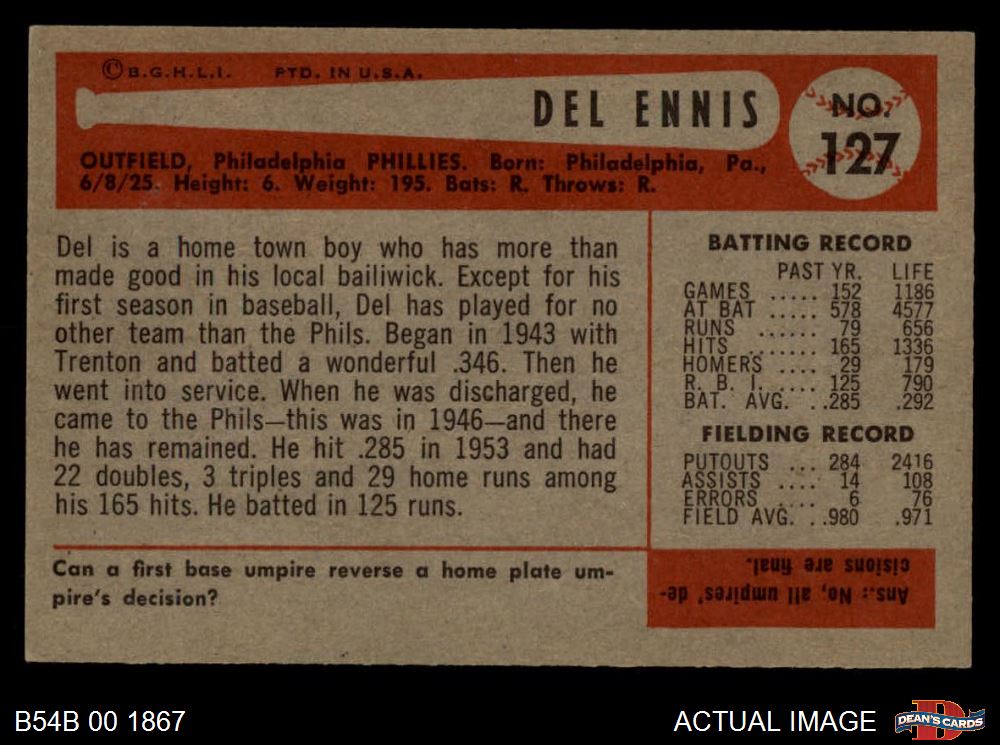 ©B.G.H.L.I. PTD. IN U.S.A.
DEL ENNIS
NO.
127
OUTFIELD, Philadelphia PHILLIES. Born: Philadelphia, Pa.,
6/8/25. Height: 6. Weight: 195. Bats: R. Throws: R.
Del is a home town boy who has more than
made good in his local bailiwick. Except for his
first season in baseball, Del has played for no
other team than the Phils. Began in 1943 with
Trenton and batted a wonderful .346. Then he
went into service. When he was discharged, he
came to the Phils—this was in 1946—and there
he has remained. He hit .285 in 1953 and had
22 doubles, 3 triples and 29 home runs among
his 165 hits. He batted in 125 runs.
BATTING RECORD
PAST YR. LIFE
GAMES ..... 152 1186
AT BAT ..... 578 4577
RUNS ...... 79 656
HITS ........ 165 1336
HOMERS .... 29 179
R. B. I. .... 125 790
BAT. AVG. . .285 .292
FIELDING RECORD
PUTOUTS ... 284 2416
ASSISTS .... 14 108
ERRORS .... 6 76
FIELD AVG. . .980 .971
Can a first base umpire reverse a home plate um-
pire's decision?
Ans.: No, all umpires' de-
cisions are final.
B54B 00 1867
ACTUAL IMAGE
D
DEAN'S CARDS